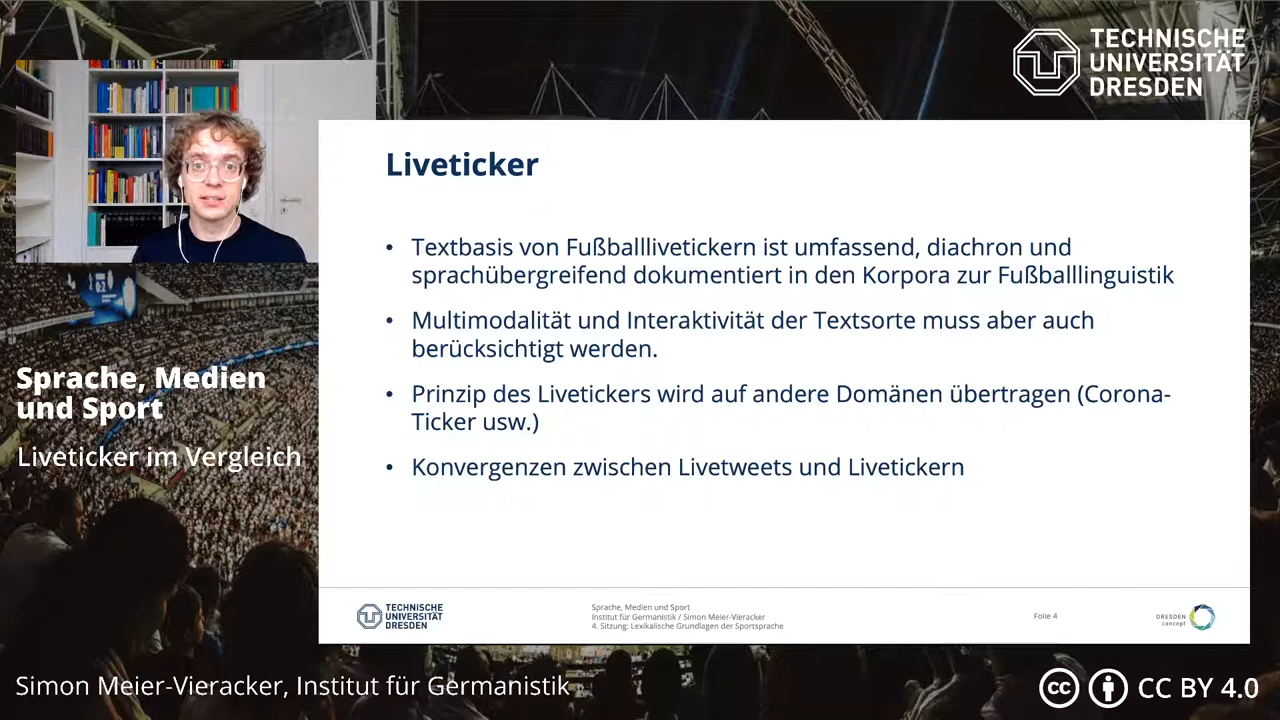 TECHNISCHE
UNIVERSITÄT
DRESDEN
Liveticker
• Textbasis von Fußballlivetickern ist umfassend, diachron und
sprachübergreifend dokumentiert in den Korpora zur Fußballlinguistik
• Multimodalität und Interaktivität der Textsorte muss aber auch
berücksichtigt werden.
• Prinzip des Livetickers wird auf andere Domänen übertragen (Corona-
Ticker usw.)
• Konvergenzen zwischen Livetweets und Livetickern
Sprache, Medien
und Sport
Liveticker im Vergleich
TECHNISCHE
UNIVERSITÄT
DRESDEN
Sprache, Medien und Sport
Institut für Germanistik / Simon Meier-Vieracker
4. Sitzung: Lexikalische Grundlagen der Sportsprache
Folie 4
DRESDEN
concept
Simon Meier-Vieracker, Institut für Germanistik
cc CC BY 4.0